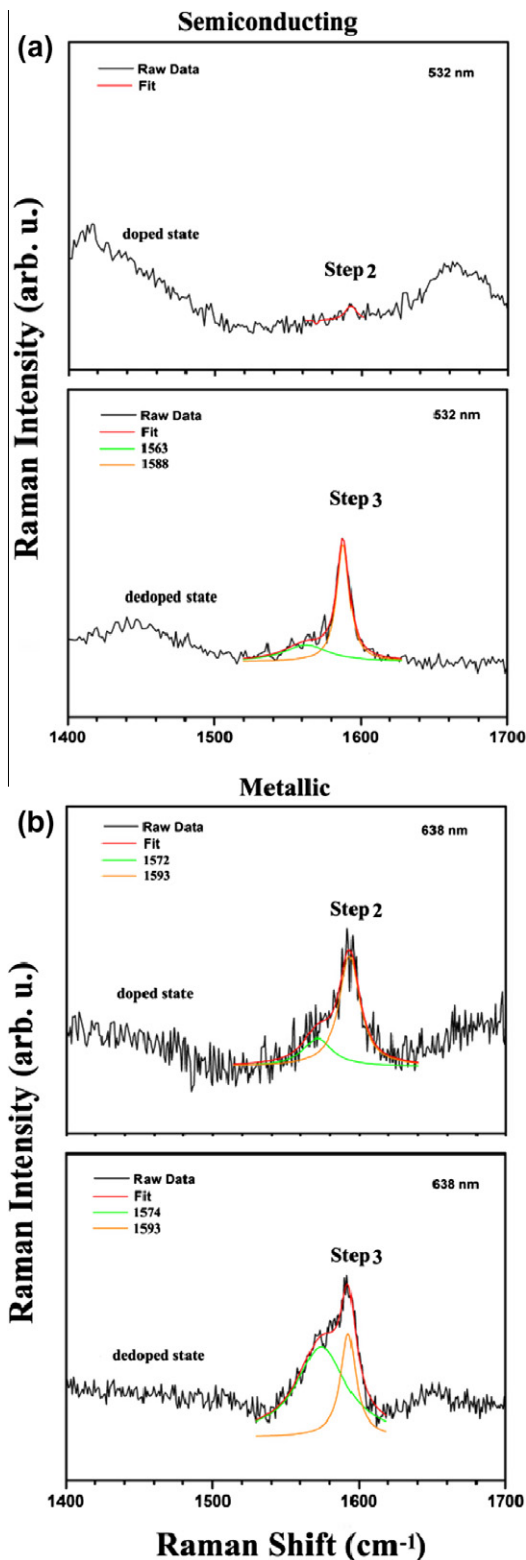 Semiconducting
(a)
Raw Data
Fit
532 nm
doped state
Step 2
Raw Data
Fit
1563
1588
532 nm
Step 3
dedoped state
1400 1500 1600 1700
Raman Intensity (arb. u.)
Metallic
(b)
Raw Data
Fit
1572
1593
638 nm
Step 2
doped state
Raw Data
Fit
1574
1593
638 nm
Step 3
dedoped state
1400 1500 1600 1700
Raman Intensity (arb. u.)
Raman Shift (cm-1)